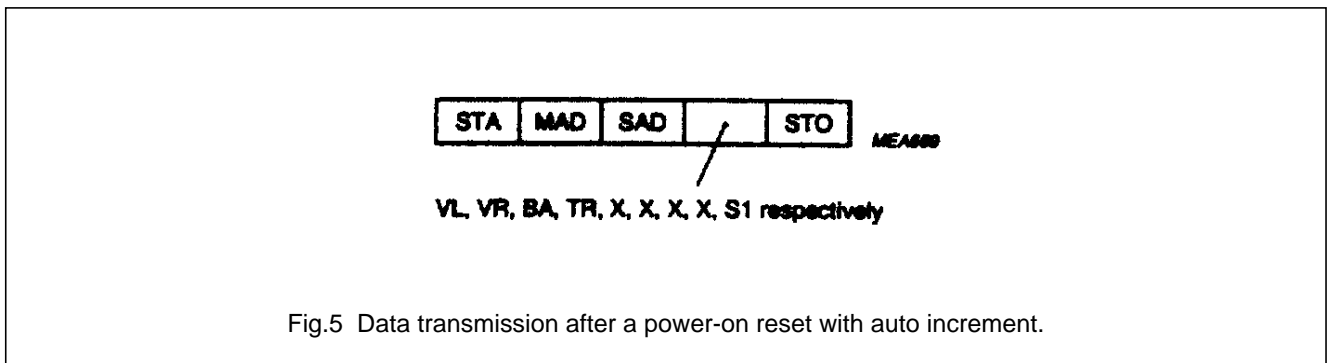 STA MAD SAD STO
VL, VR, BA, TR, X, X, X, X, S1 respectively
Fig.5 Data transmission after a power-on reset with auto increment.